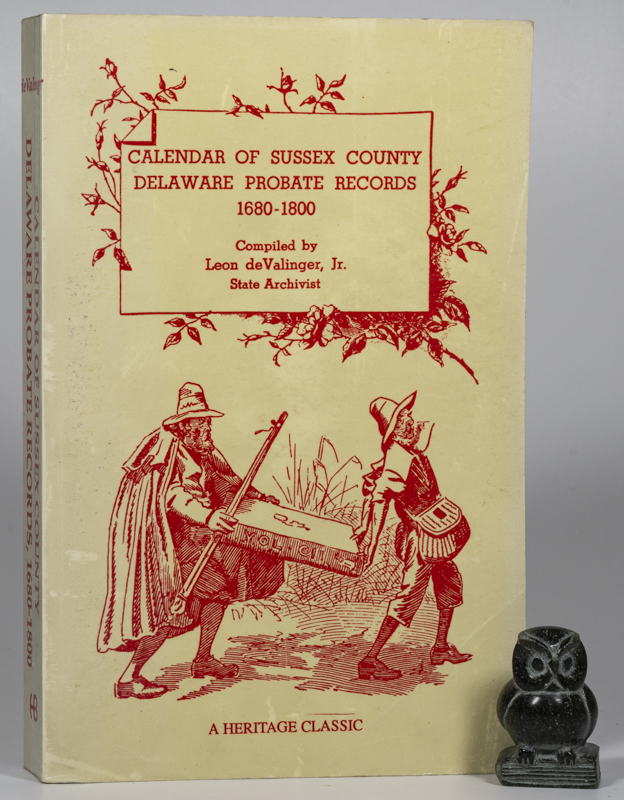 CALENDAR OF SUSSEX COUNTY
DELAWARE PROBATE RECORDS
1680-1800
Compiled by
Leon deValinger, Jr.
State Archivist
A HERITAGE CLASSIC
deValinger
CALENDAR OF SUSSEX COUNTY
DELAWARE PROBATE RECORDS, 1680-1800